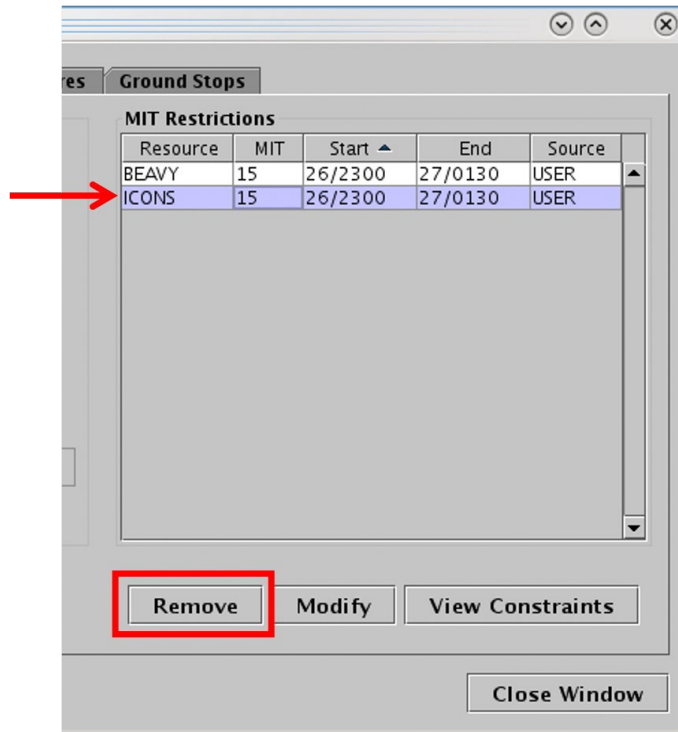 res Ground Stops
MIT Restrictions
Resource MIT Start End Source
BEAVY 15 26/2300 27/0130 USER
ICONS 15 26/2300 27/0130 USER
Remove Modify View Constraints
Close Window